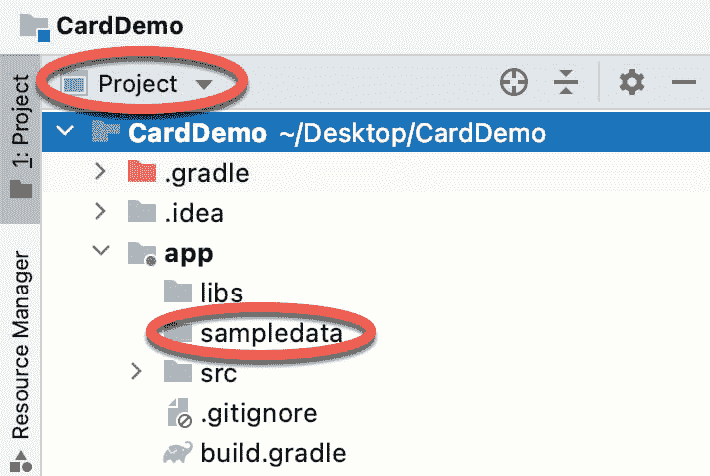 CardDemo
Project
CardDemo ~/Desktop/CardDemo
.gradle
.idea
app
libs
sampledata
src
.gitignore
build.gradle
1: Project
Resource Manager